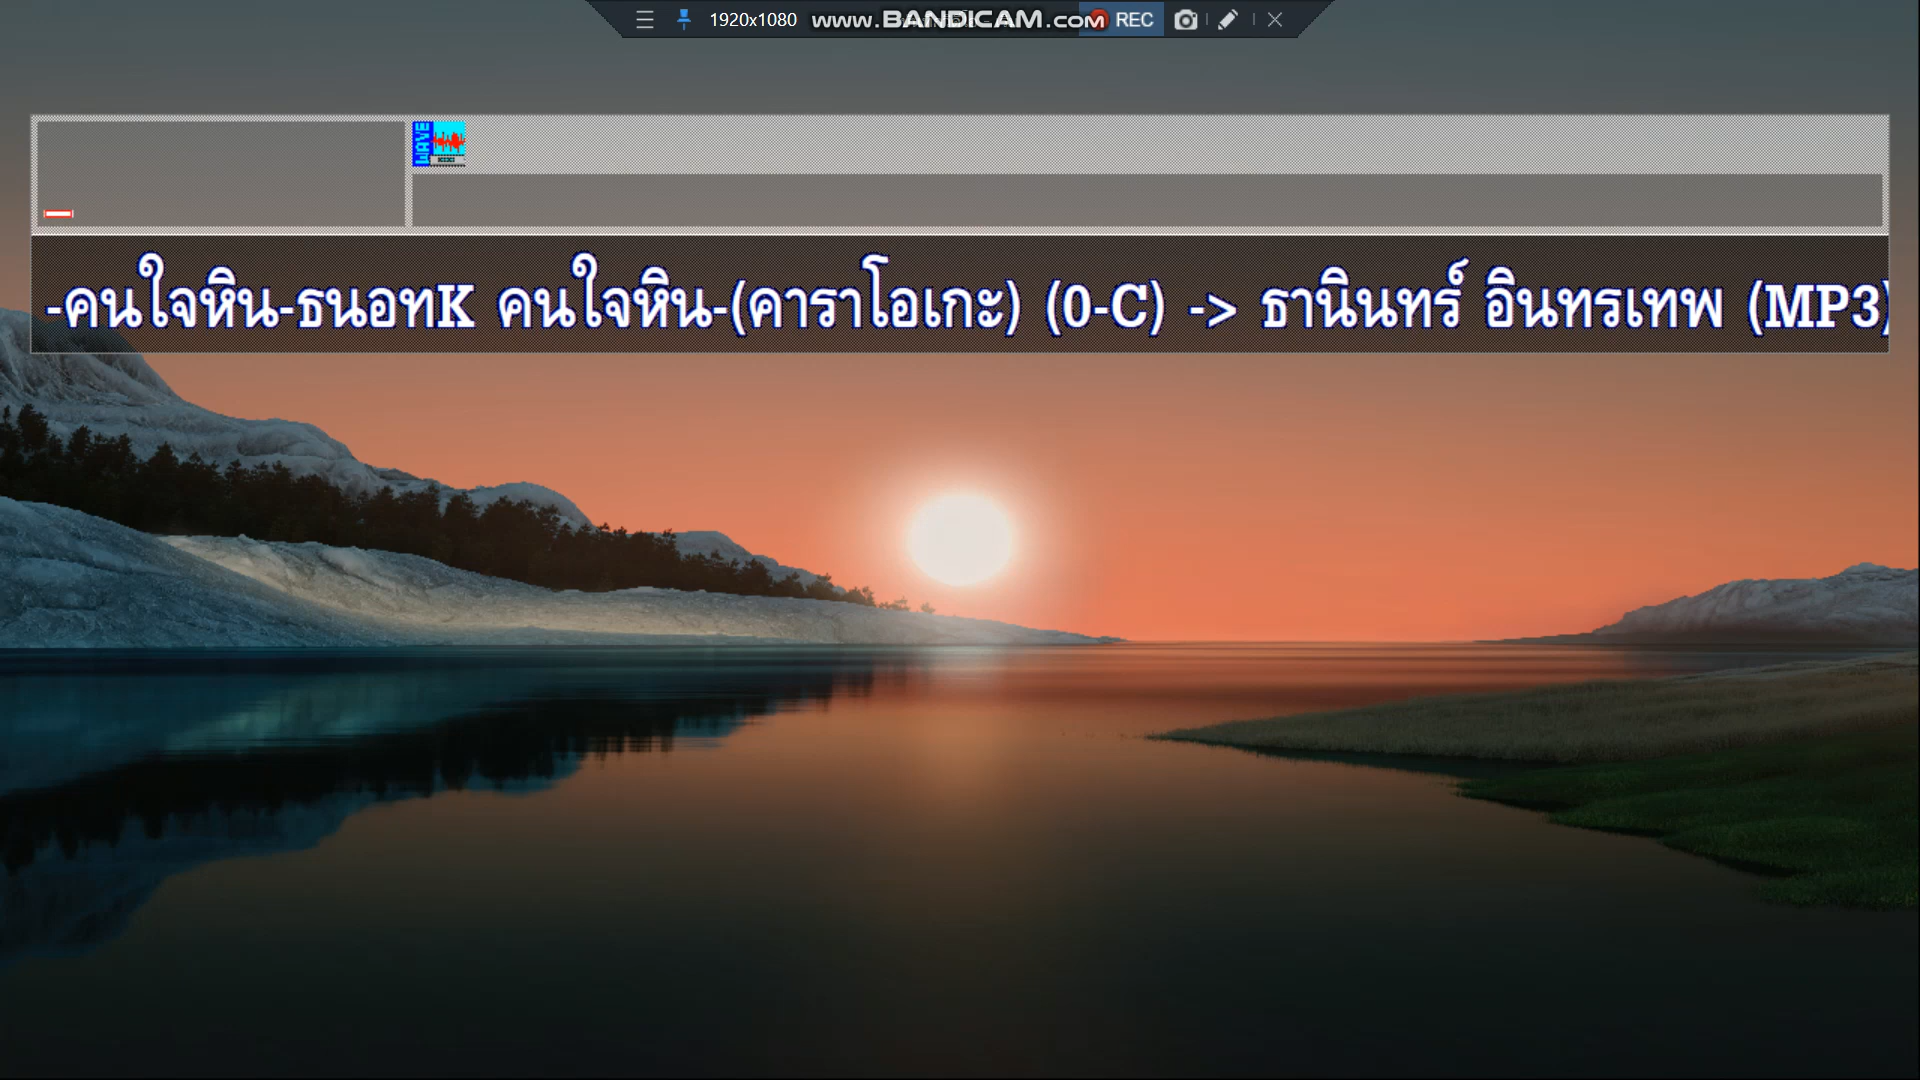 1920x1080 www.BANDICAM.com REC
WAVE
-คนใจหิน-ธนอทK คนใจหิน-(คาราโอเกะ) (0-C) -> ธานินทร์ อินทรเทพ (MP3)